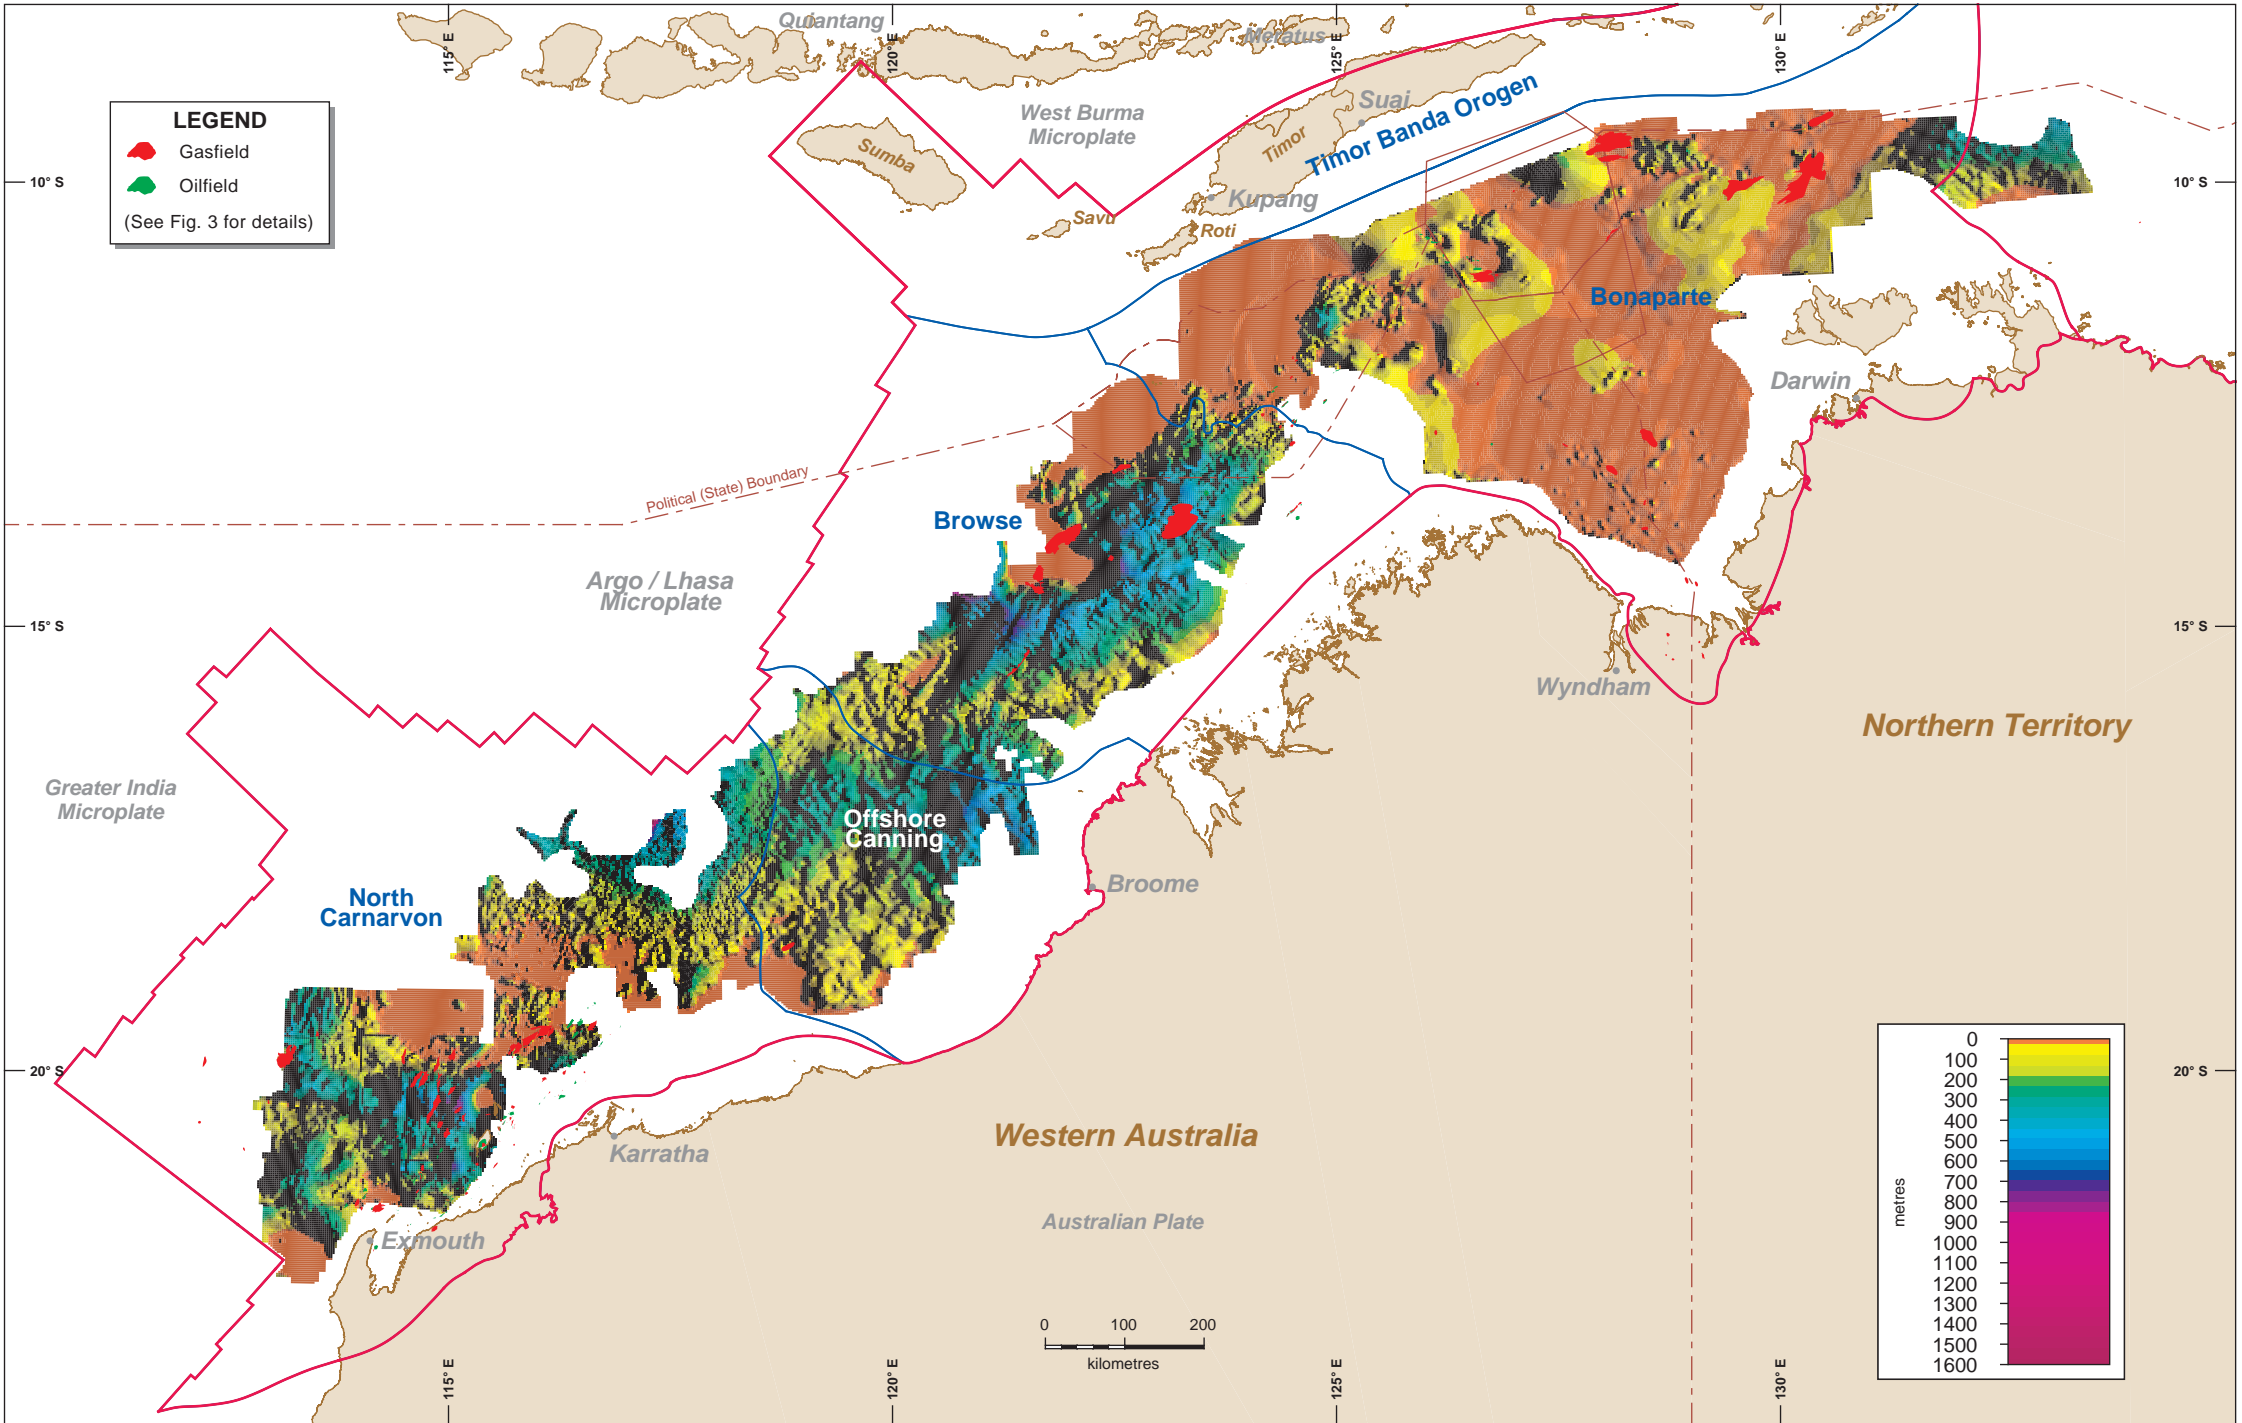 115° E
Quiantang
120° E
Meratus
125° E
130° E
LEGEND
Gasfield
Oilfield
(See Fig. 3 for details)
West Burma
Microplate
Suai
Timor Banda Orogen
Timor
Sumba
10° S
10° S
Kupang
Savu
Roti
Bonaparte
Darwin
Political (State) Boundary
Browse
Argo / Lhasa
Microplate
15° S
15° S
Wyndham
Northern Territory
Greater India
Microplate
Offshore
Canning
Broome
North
Carnarvon
20° S
20° S
Western Australia
Karratha
Australian Plate
Exmouth
0 100 200
kilometres
metres
0
100
200
300
400
500
600
700
800
900
1000
1100
1200
1300
1400
1500
1600
115° E
120° E
125° E
130° E